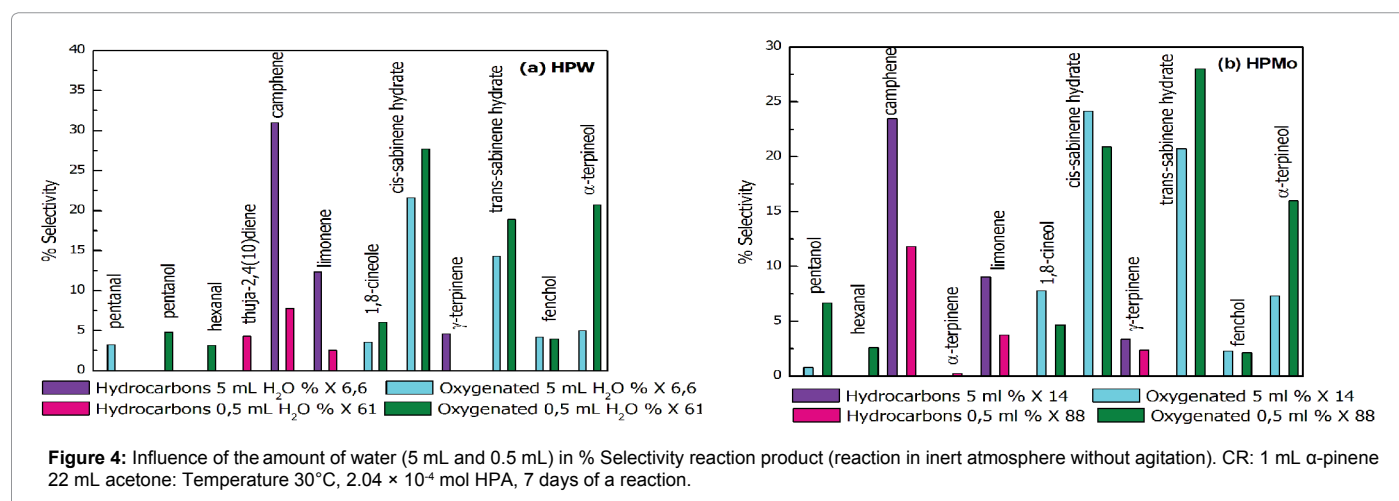 40
35
30
25
20
15
10
5
0
% Selectivity
(a) HPW
pentanal
pentanol
hexanal
thuja-2,4(10)diene
camphene
limonene
1,8-cineole
cis-sabinene hydrate
γ-terpinene
trans-sabinene hydrate
fenchol
α-terpineol
Hydrocarbons 5 mL H₂O % X 6,6
Oxygenated 5 mL H₂O % X 6,6
Hydrocarbons 0,5 mL H₂O % X 61
Oxygenated 0,5 mL H₂O % X 61
30
25
20
15
10
5
0
% Selectivity
(b) HPMo
pentanol
hexenal
camphene
α-terpinene
limonene
1,8-cineol
cis-sabinene hydrate
γ-terpinene
trans-sabinene hydrate
fenchol
α-terpineol
Hydrocarbons 5 ml % X 14
Oxygenated 5 ml % X 14
Hydrocarbons 0,5 ml % X 88
Oxygenated 0,5 ml % X 88
Figure 4: Influence of the amount of water (5 mL and 0.5 mL) in % Selectivity reaction product (reaction in inert atmosphere without agitation). CR: 1 mL α-pinene
22 mL acetone: Temperature 30°C, 2.04 × 10⁻⁴ mol HPA, 7 days of a reaction.